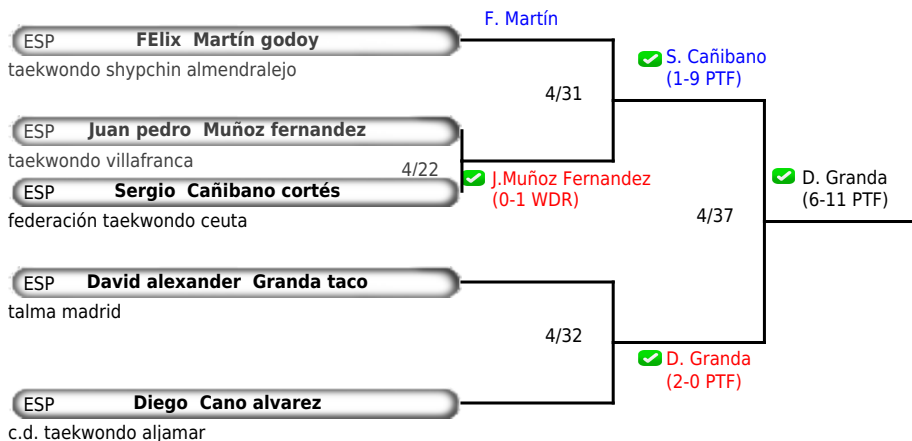 F. Martín
ESP FElix Martín godoy
taekwondo shypchin almendralejo
S. Cañibano
(1-9 PTF)
4/31
ESP Juan pedro Muñoz fernandez
taekwondo villafranca
4/22
J.Muñoz Fernandez
(0-1 WDR)
D. Granda
(6-11 PTF)
ESP Sergio Cañibano cortés
federación taekwondo ceuta
4/37
ESP David alexander Granda taco
talma madrid
4/32
D. Granda
(2-0 PTF)
ESP Diego Cano alvarez
c.d. taekwondo aljamar